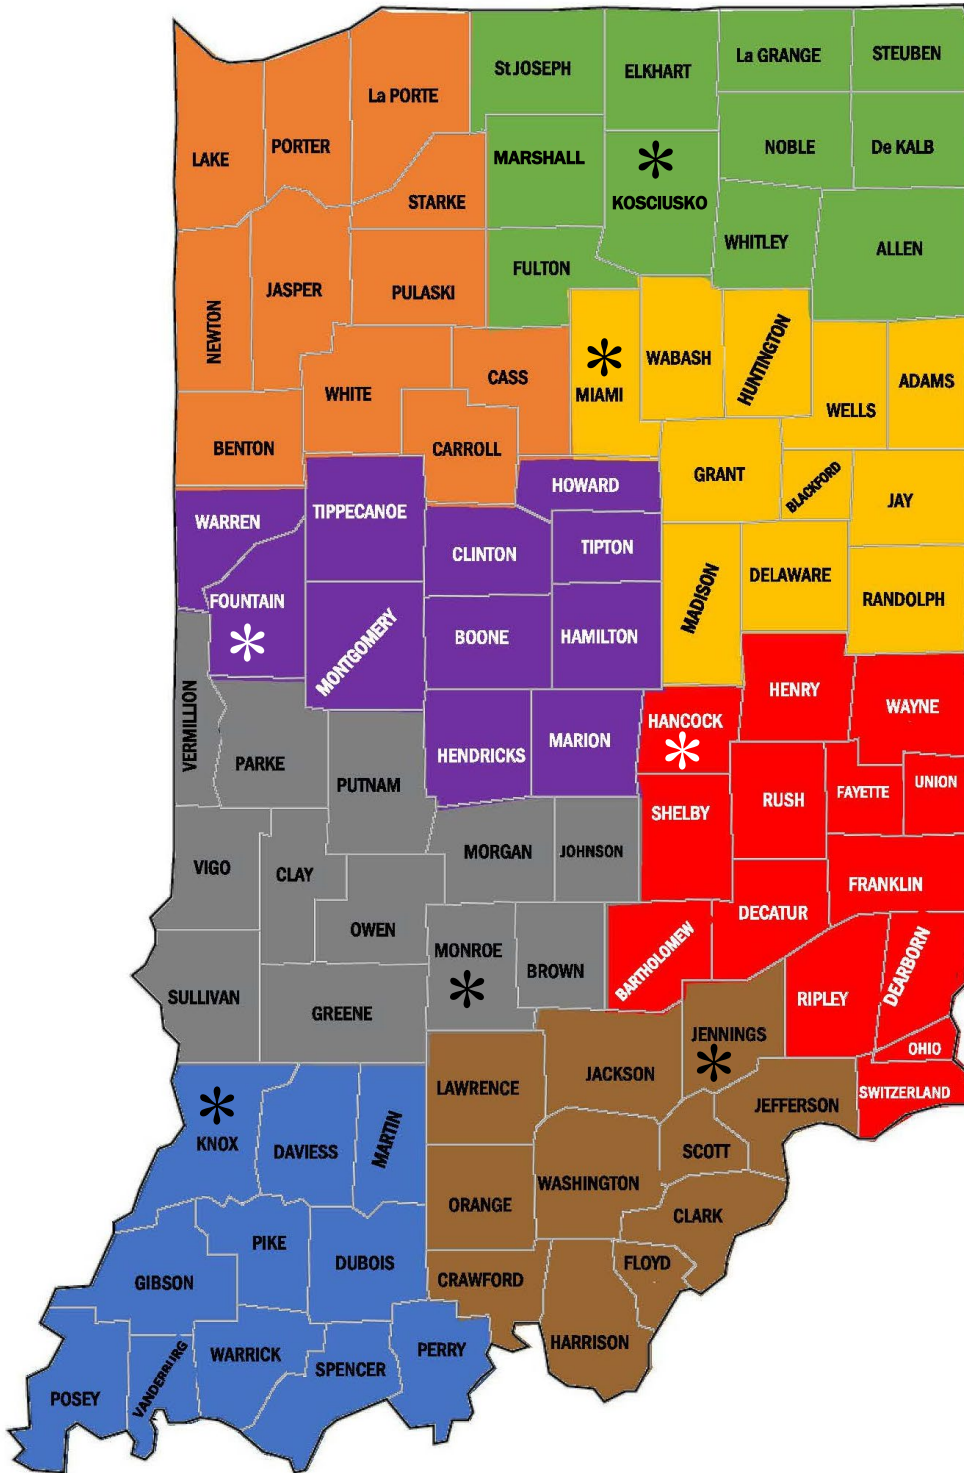 St JOSEPH
ELKHART
La GRANGE
STEUBEN
La PORTE
LAKE
PORTER
MARSHALL
*
NOBLE
De KALB
STARKE
KOSCIUSKO
WHITLEY
ALLEN
FULTON
JASPER
PULASKI
NEWTON
*
WABASH
HUNTINGTON
CASS
WHITE
MIAMI
WELLS
ADAMS
BENTON
CARROLL
GRANT
BLACKFORD
JAY
HOWARD
WARREN
TIPPECANOE
CLINTON
TIPTON
MADISON
DELAWARE
RANDOLPH
FOUNTAIN
*
MONTGOMERY
BOONE
HAMILTON
HENRY
WAYNE
VERMILLION
HANCOCK
*
PARKE
PUTNAM
HENDRICKS
MARION
SHELBY
RUSH
FAYETTE
UNION
VIGO
CLAY
MORGAN
JOHNSON
FRANKLIN
OWEN
DECATUR
MONROE
*
BROWN
BARTHOLOMEW
DEARBORN
SULLIVAN
GREENE
RIPLEY
JENNINGS
*
OHIO
LAWRENCE
JACKSON
SWITZERLAND
*
KNOX
DAVIESS
MARTIN
JEFFERSON
SCOTT
ORANGE
WASHINGTON
CLARK
PIKE
DUBOIS
FLOYD
GIBSON
CRAWFORD
HARRISON
POSEY
VANDERBURG
WARRICK
SPENCER
PERRY